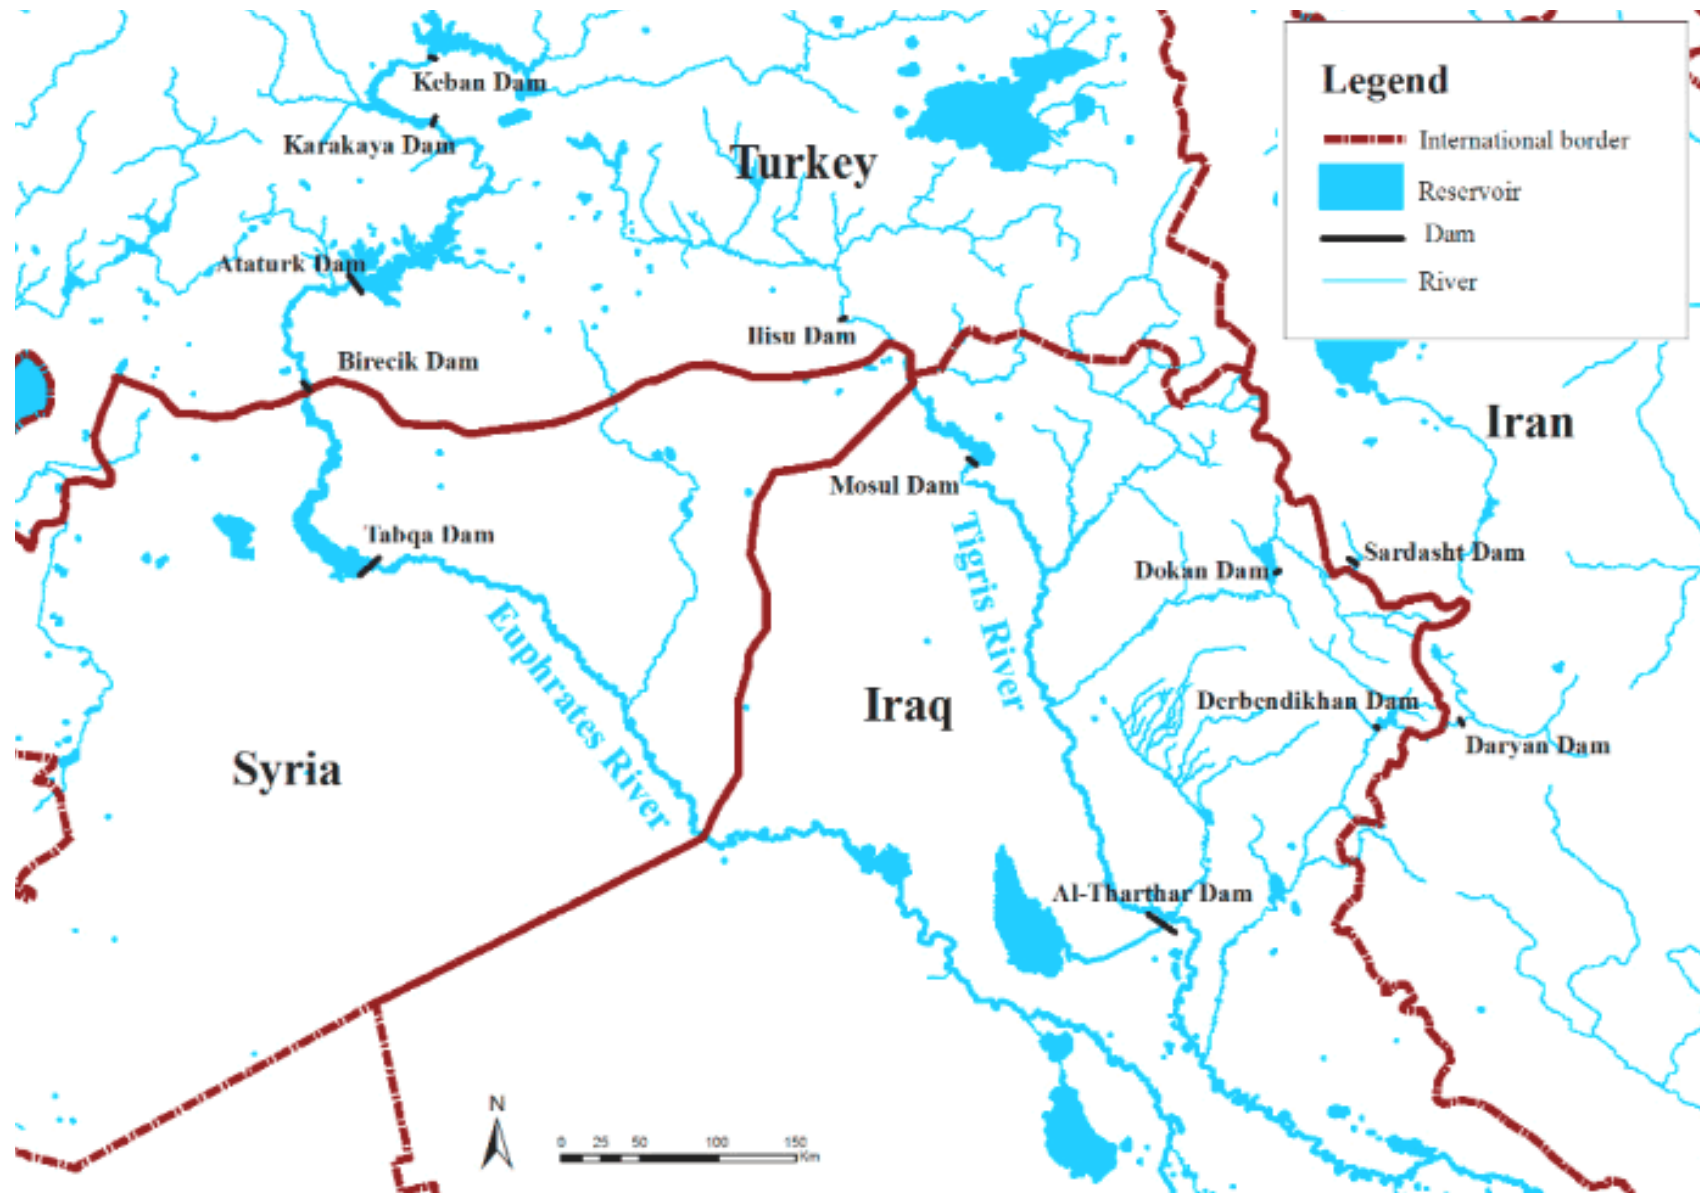 Keban Dam
Karakaya Dam
Turkey
Legend
International border
Reservoir
Dam
River
Ataturk Dam
Ilisu Dam
Birecik Dam
Iran
Mosul Dam
Tabqa Dam
Tigris River
Sardasht Dam
Dokan Dam
Euphrates River
Iraq
Derbendikhan Dam
Daryan Dam
Syria
Al-Tharthar Dam
N
0 25 50 100 150
Km